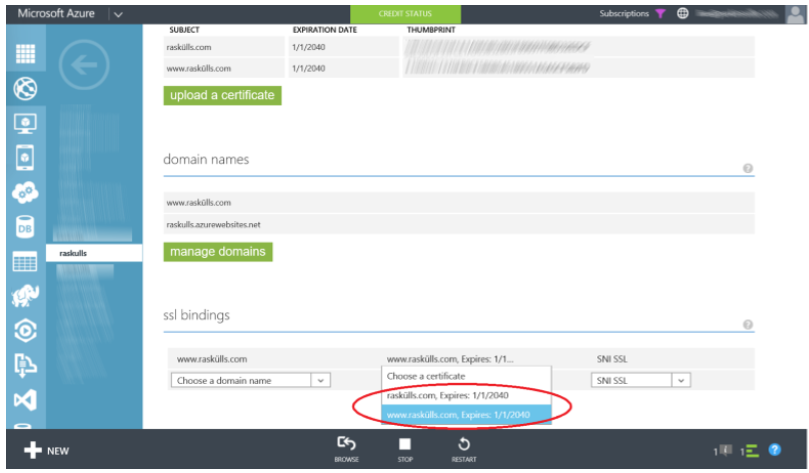 Microsoft Azure
CREDIT STATUS
Subscriptions
SUBJECT EXPIRATION DATE THUMBPRINT
raskülls.com 1/1/2040
www.raskülls.com 1/1/2040
upload a certificate
domain names
www.raskülls.com
raskulls.azurewebsites.net
DB
raskulls
manage domains
ssl bindings
www.raskülls.com www.raskülls.com, Expires: 1/1... SNI SSL
Choose a domain name Choose a certificate SNI SSL
raskülls.com, Expires: 1/1/2040
www.raskülls.com, Expires: 1/1/2040
NEW BROWSE STOP RESTART 1 1